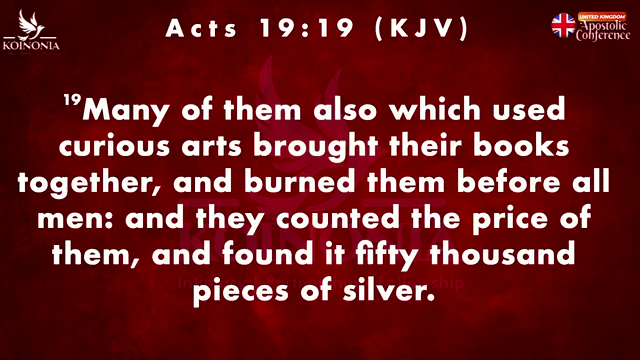 Acts 19:19 (KJV)
KOINONIA
UNITED KINGDOM
Apostolic
Conference
¹⁹Many of them also which used
curious arts brought their books
together, and burned them before all
men: and they counted the price of
them, and found it fifty thousand
pieces of silver.
KOINONIA